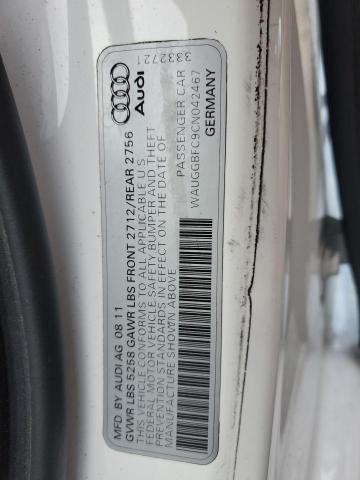 MFD BY AUDI AG 08 11
GVWR LBS 5258 GAWR LBS FRONT 2712/REAR 2756
THIS VEHICLE CONFORMS TO ALL APPLICABLE U S
FEDERAL MOTOR VEHICLE SAFETY, BUMPER AND THEFT
PREVENTION STANDARDS IN EFFECT ON THE DATE OF
MANUFACTURE SHOWN ABOVE
3332721
Audi
PASSENGER CAR
WAUGGBFC9CN042467
GERMANY